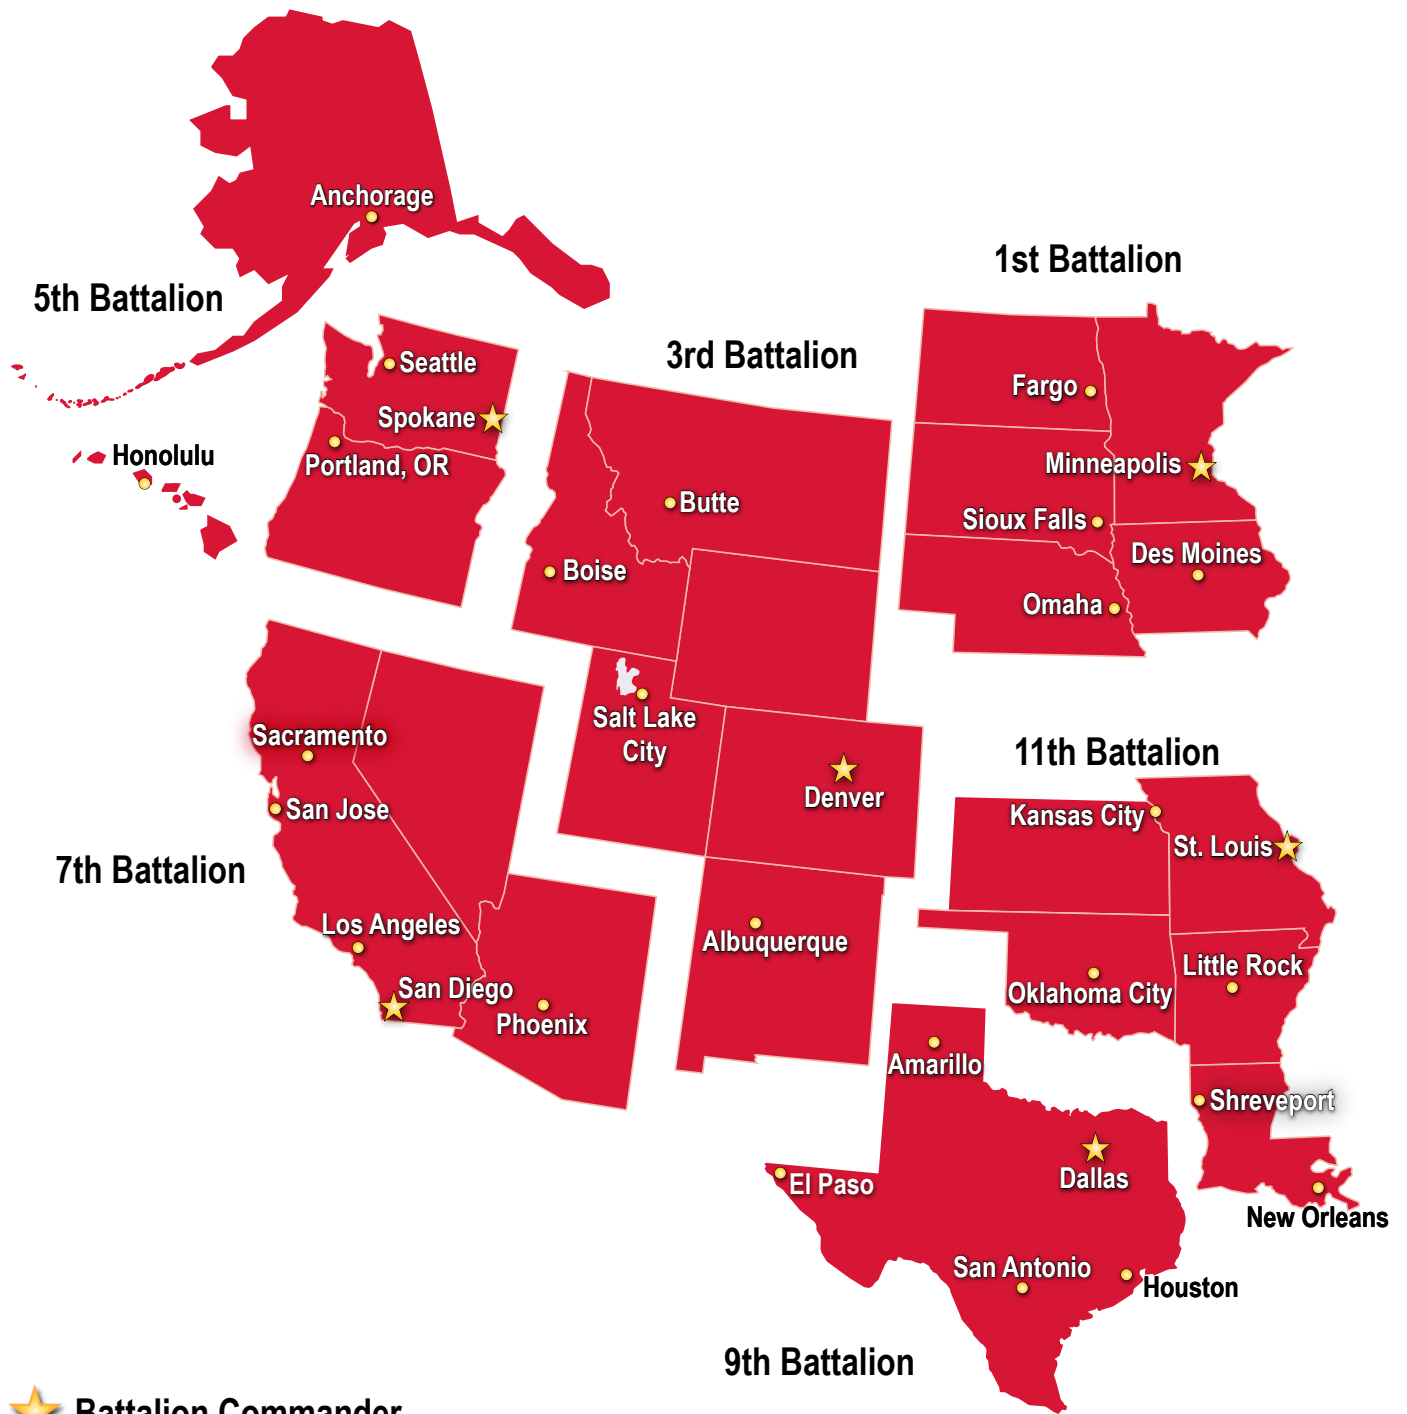 Anchorage
1st Battalion
5th Battalion
3rd Battalion
Seattle
Spokane
Fargo
Honolulu
Portland, OR
Minneapolis
Butte
Sioux Falls
Des Moines
Boise
Omaha
Salt Lake
City
Sacramento
11th Battalion
Denver
San Jose
Kansas City
St. Louis
7th Battalion
Los Angeles
Albuquerque
Little Rock
San Diego
Oklahoma City
Phoenix
Amarillo
Shreveport
Dallas
El Paso
New Orleans
San Antonio
Houston
9th Battalion
Battalion Commander